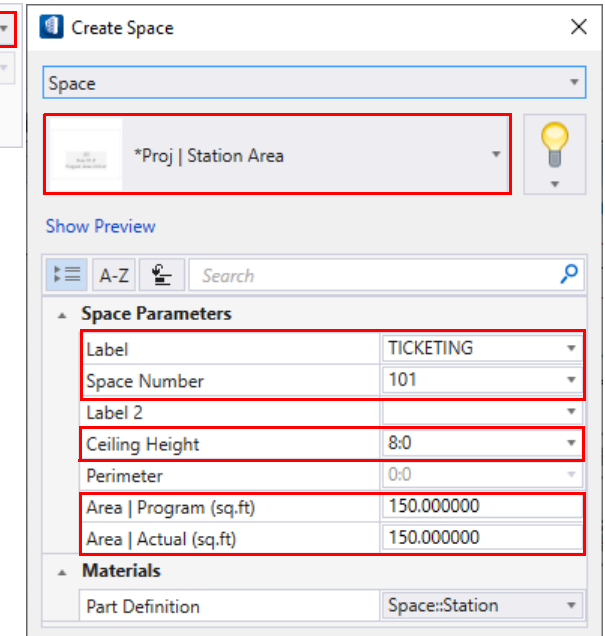 Create Space
Space
*Proj | Station Area
Show Preview
A-Z Search
Space Parameters
Label TICKETING
Space Number 101
Label 2
Ceiling Height 8:0
Perimeter 0:0
Area | Program (sq.ft) 150.000000
Area | Actual (sq.ft) 150.000000
Materials
Part Definition Space::Station